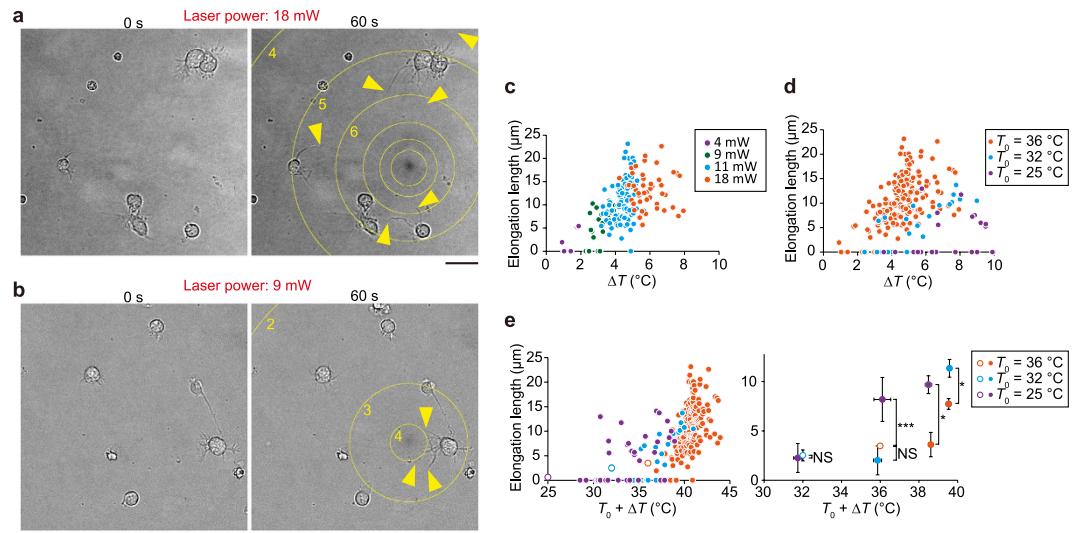 a
Laser power: 18 mW
0 s
60 s
4
5
6
b
Laser power: 9 mW
0 s
60 s
2
3
4
c
Elongation length (µm)
25
20
15
10
5
0
0 2 4 6 8 10
ΔT (°C)
4 mW
9 mW
11 mW
18 mW
d
Elongation length (µm)
25
20
15
10
5
0
0 2 4 6 8 10
ΔT (°C)
T0 = 36 °C
T0 = 32 °C
T0 = 25 °C
e
Elongation length (µm)
25
20
15
10
5
0
25 30 35 40 45
T0 + ΔT (°C)
10
5
0
***
*
*
NS
NS
30 32 34 36 38 40
T0 + ΔT (°C)
T0 = 36 °C
T0 = 32 °C
T0 = 25 °C